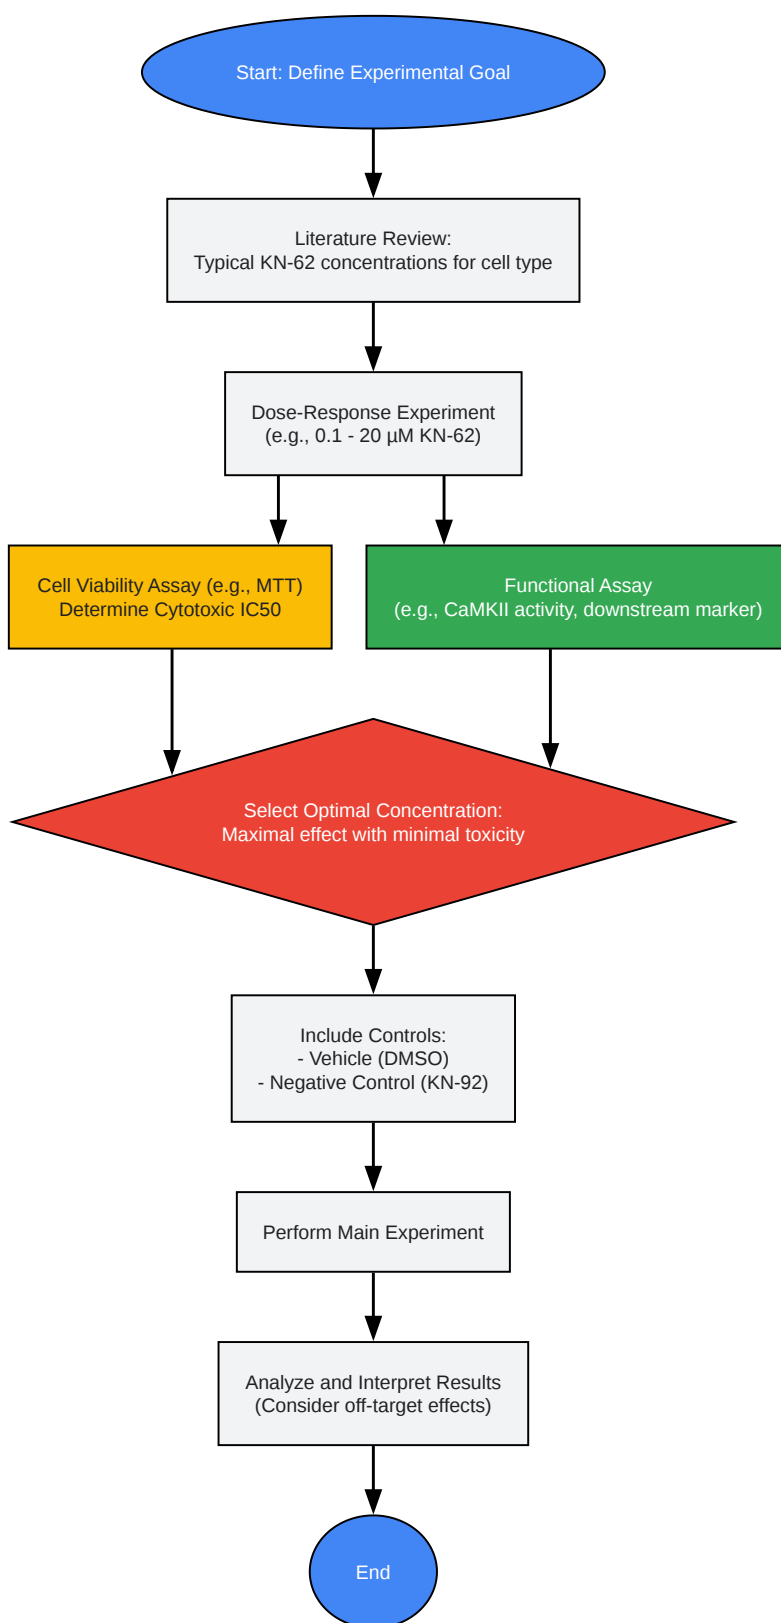 Start: Define Experimental Goal
Literature Review:
Typical KN-62 concentrations for cell type
Dose-Response Experiment
(e.g., 0.1 - 20 µM KN-62)
Cell Viability Assay (e.g., MTT)
Determine Cytotoxic IC50
Functional Assay
(e.g., CaMKII activity, downstream marker)
Select Optimal Concentration:
Maximal effect with minimal toxicity
Include Controls:
- Vehicle (DMSO)
- Negative Control (KN-92)
Perform Main Experiment
Analyze and Interpret Results
(Consider off-target effects)
End